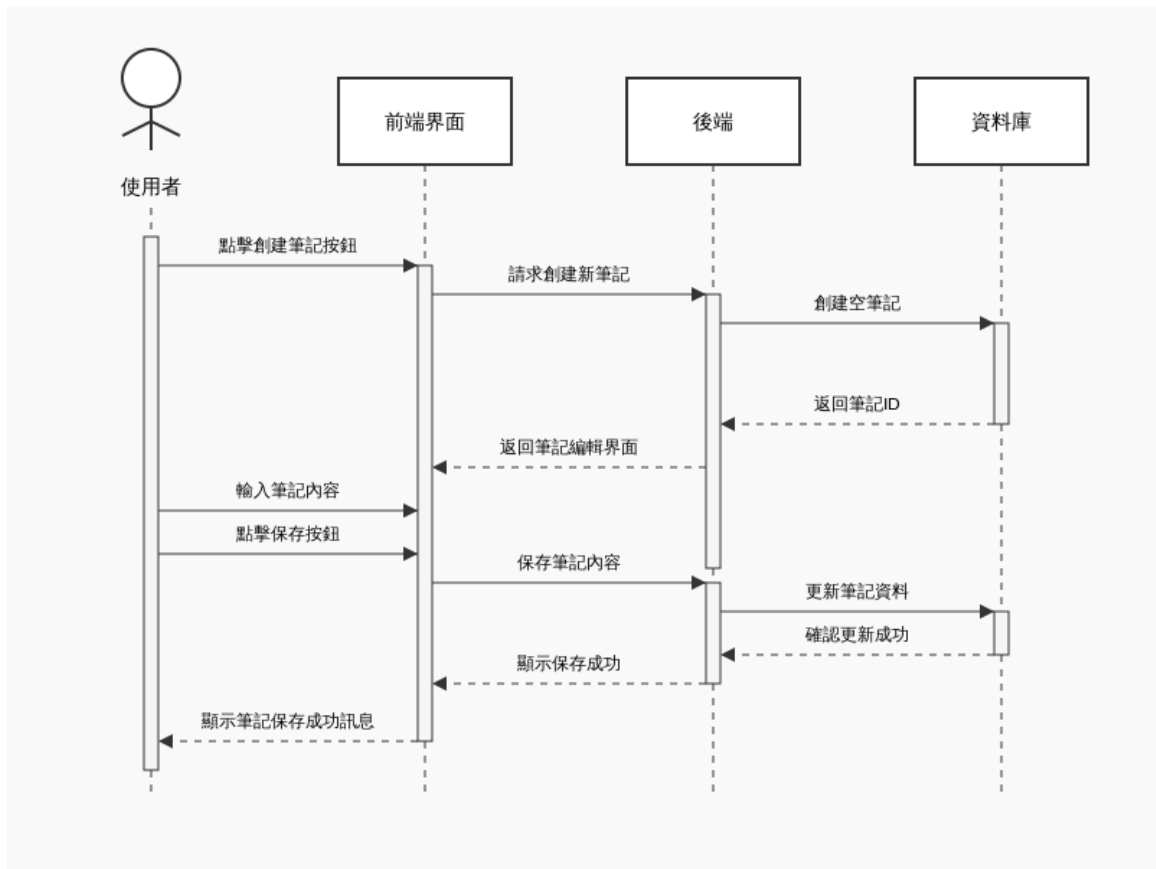 使用者
前端界面
後端
資料庫
點擊創建筆記按鈕
請求創建新筆記
創建空筆記
返回筆記ID
返回筆記編輯界面
輸入筆記內容
點擊保存按鈕
保存筆記內容
更新筆記資料
確認更新成功
顯示保存成功
顯示筆記保存成功訊息